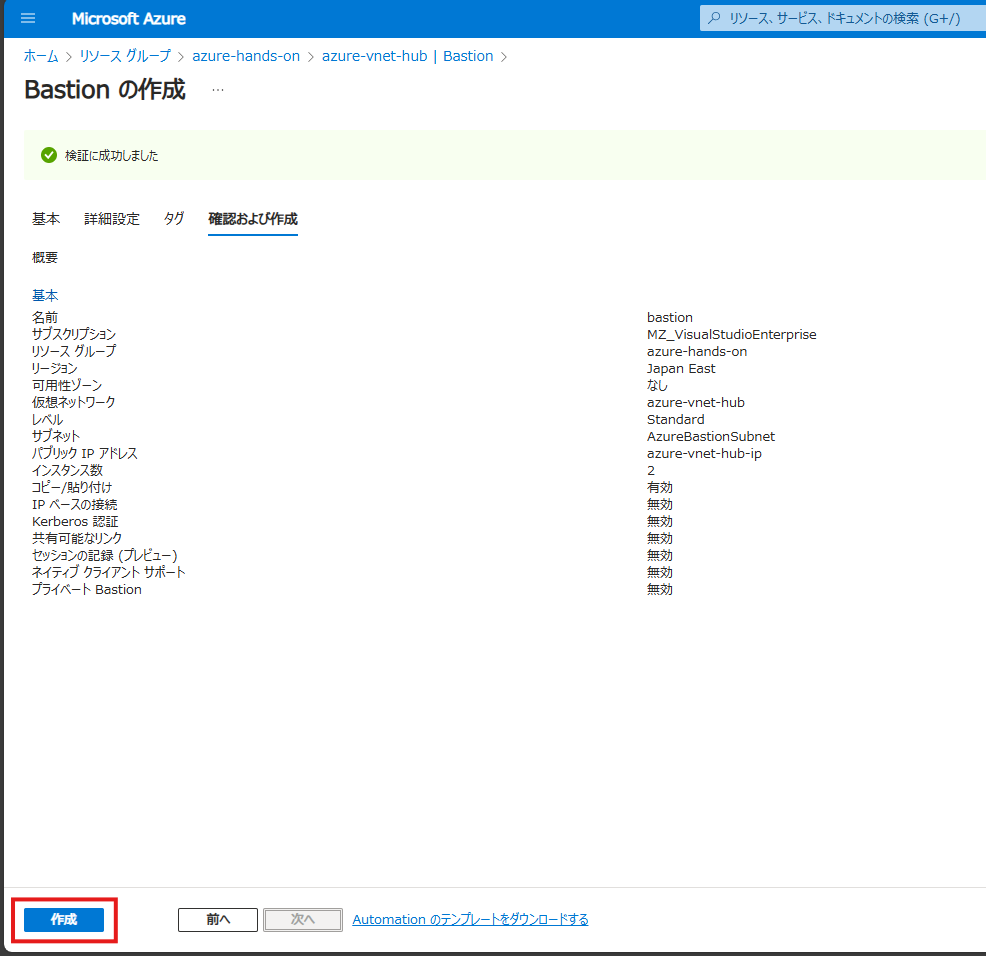 Microsoft Azure
リソース、サービス、ドキュメントの検索 (G+/)
ホーム > リソース グループ > azure-hands-on > azure-vnet-hub | Bastion >
Bastion の作成 …
検証に成功しました
基本 詳細設定 タグ 確認および作成
概要
基本
名前 bastion
サブスクリプション MZ_VisualStudioEnterprise
リソース グループ azure-hands-on
リージョン Japan East
可用性ゾーン なし
仮想ネットワーク azure-vnet-hub
レベル Standard
サブネット AzureBastionSubnet
パブリック IP アドレス azure-vnet-hub-ip
インスタンス数 2
コピー/貼り付け 有効
IP ベースの接続 無効
Kerberos 認証 無効
共有可能なリンク 無効
セッションの記録 (プレビュー) 無効
ネイティブ クライアント サポート 無効
プライベート Bastion 無効
作成 前へ 次へ Automation のテンプレートをダウンロードする